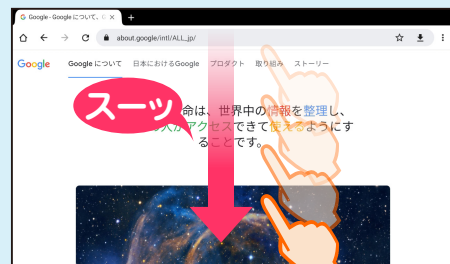 Google - Google について、G
about.google/intl/ALL_jp/
Google Google について 日本におけるGoogle プロダクト 取り組み ストーリー
スーッ
命は、世界中の情報を整理し、
人がアクセスできて使えるようにす
ることです。